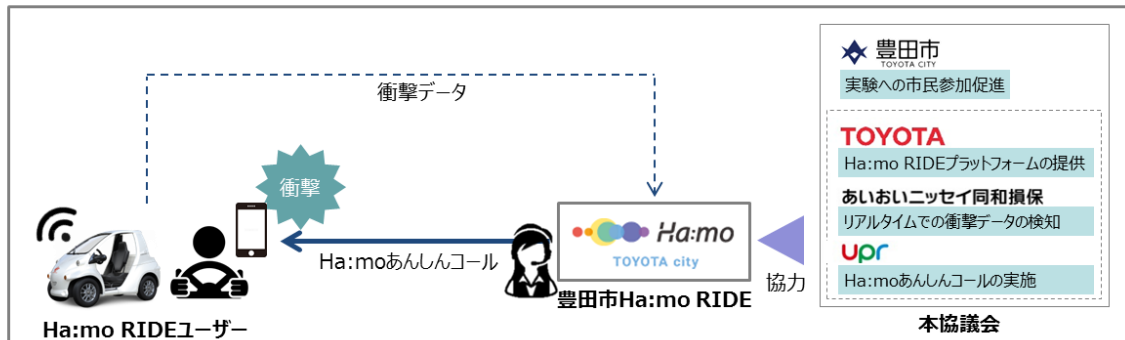 衝撃データ
衝撃
Ha:moあんしんコール
Ha:mo RIDEユーザー
Ha:mo
TOYOTA city
豊田市Ha:mo RIDE
協力
豊田市
TOYOTA CITY
実験への市民参加促進
TOYOTA
Ha:mo RIDEプラットフォームの提供
あいおいニッセイ同和損保
リアルタイムでの衝撃データの検知
upr
Ha:moあんしんコールの実施
本協議会